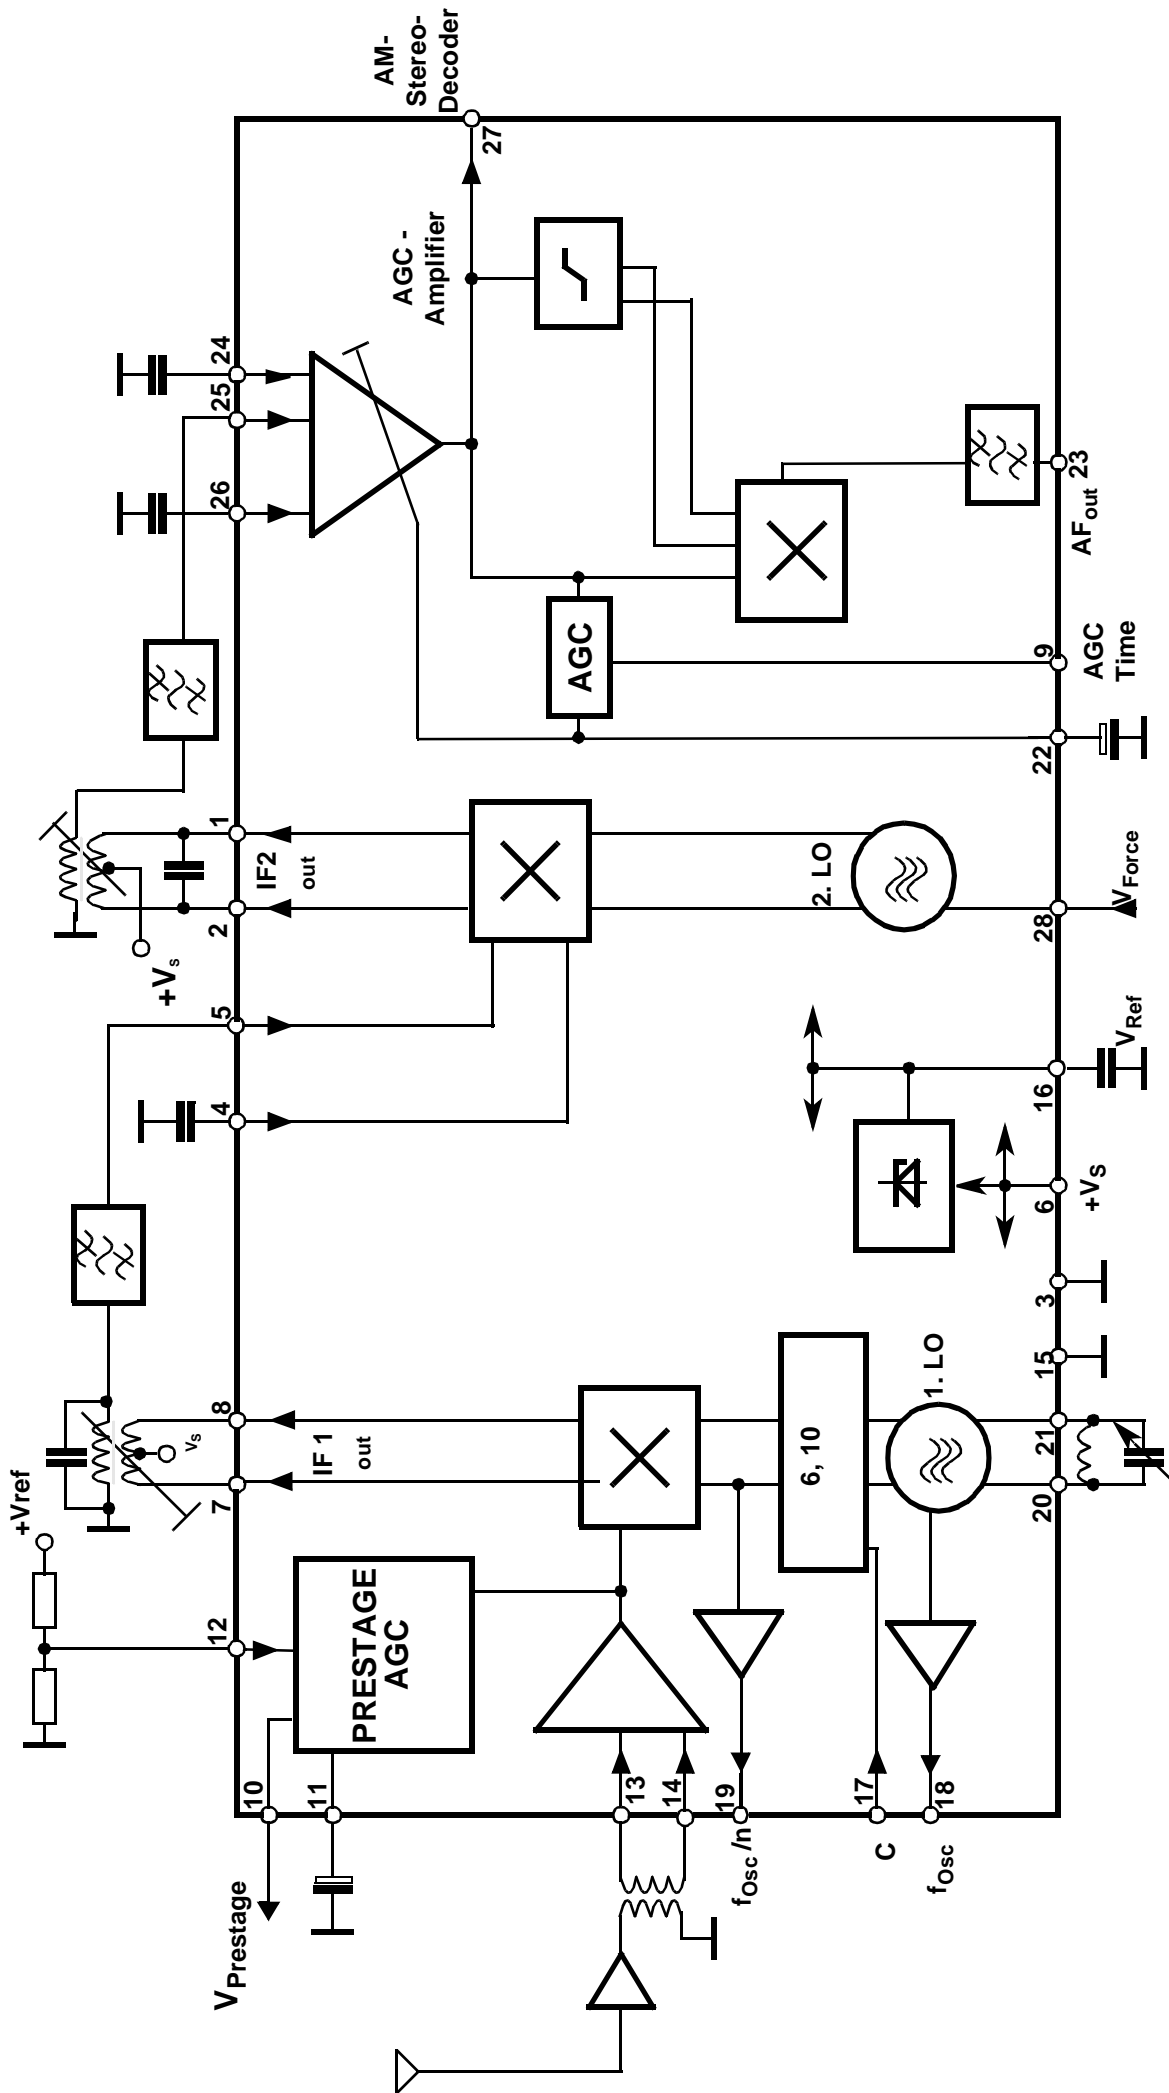 AM-
Stereo-
Decoder
27
AGC -
Amplifier
24
25
26
23
AFout
AGC
9
AGC
Time
22
1
IF2
out
2
+Vs
2. LO
28
VForce
5
4
16
VRef
6
+VS
3
15
8
IF 1
out
7
VS
+Vref
6, 10
1. LO
21
20
12
PRESTAGE
AGC
10
11
13
14
19
17
18
VPrestage
fOsc /n
C
fOsc